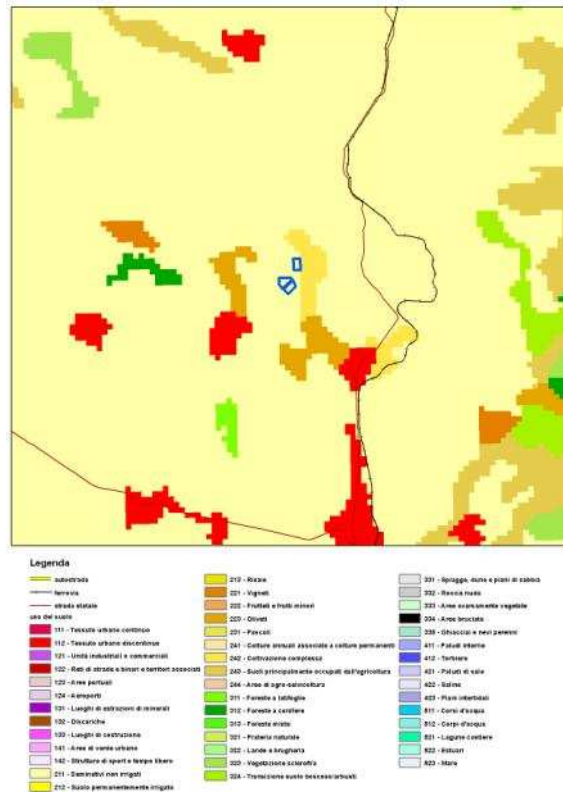 Legenda
autostrada
ferrovia
strada statale
uso del suolo
111 - Tessuto urbano continuo
112 - Tessuto urbano discontinuo
121 - Unità industriali e commerciali
122 - Reti di strade e binari e territori associati
123 - Aree portuali
124 - Aeroporti
131 - Luoghi di estrazioni di minerali
132 - Discariche
133 - Luoghi di costruzione
141 - Aree di verde urbano
142 - Strutture di sport e tempo libero
211 - Seminativi non irrigati
212 - Suolo permanentemente irrigato
213 - Risaie
221 - Vigneti
222 - Frutteti e frutti minori
223 - Oliveti
231 - Pascoli
241 - Colture annuali associate a colture permanenti
242 - Coltivazione complessa
243 - Suoli principalmente occupati dall'agricoltura
244 - Aree di agro-selvicoltura
311 - Foreste a latifoglie
312 - Foreste a conifere
313 - Foreste miste
321 - Praterie naturale
322 - Lande e brughiere
323 - Vegetazione sclerofita
324 - Transizione suolo boscoso/arbusti
331 - Spiagge, dune e piani di sabbia
332 - Roccia nuda
333 - Aree scarsamente vegetate
334 - Aree bruciate
335 - Ghiacciai e nevi perenni
411 - Paludi interne
412 - Torbiere
421 - Paludi di sale
422 - Saline
423 - Piani intertidali
511 - Corsi d'acqua
512 - Corpi d'acqua
521 - Lagune costiere
522 - Estuari
523 - Mare